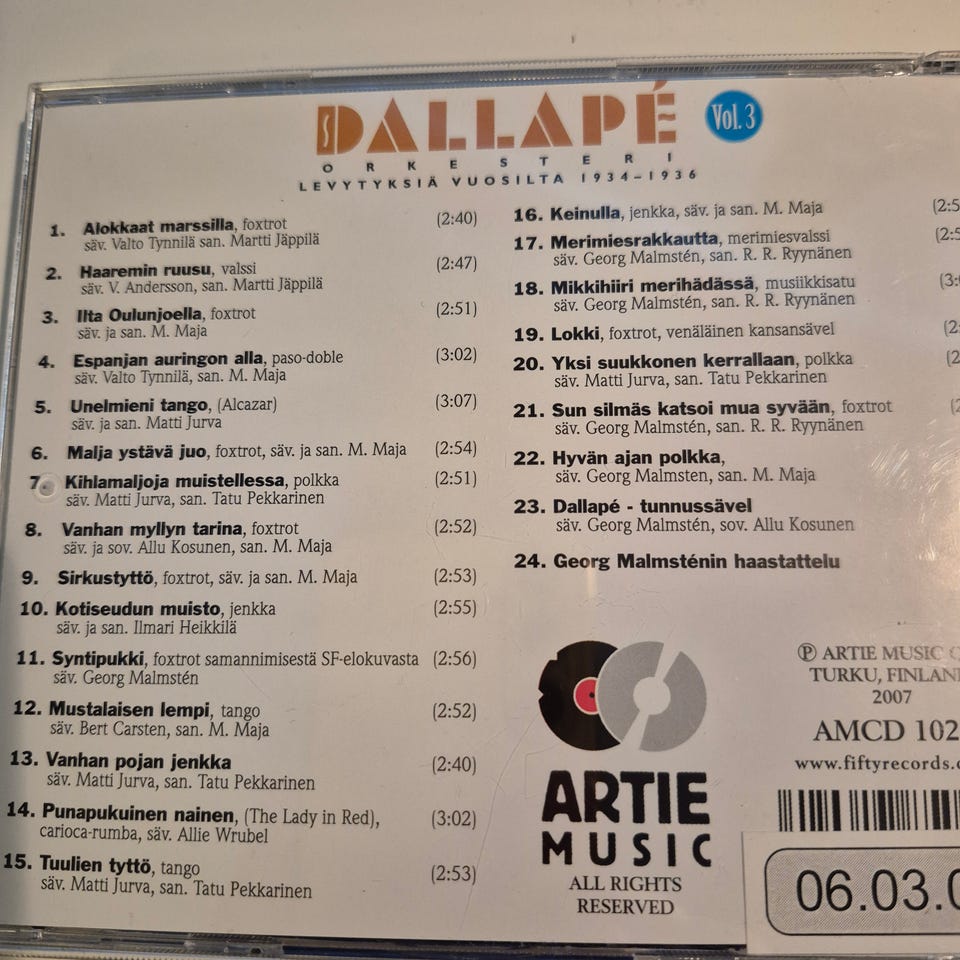 DALLAPÉ
Vol.3
ORKESTERI
LEVYTYKSIÄ VUOSILTA 1934-1936
1. Alokkaat marssilla, foxtrot (2:40)
säv. Valto Tynnilä san. Martti Jäppilä
2. Haaremin ruusu, valssi (2:47)
säv. V. Andersson, san. Martti Jäppilä
3. Ilta Oulunjoella, foxtrot (2:51)
säv. ja san. M. Maja
4. Espanjan auringon alla, paso-doble (3:02)
säv. Valto Tynnilä, san. M. Maja
5. Unelmieni tango, (Alcazar) (3:07)
säv. ja san. Matti Jurva
6. Malja ystävä juo, foxtrot, säv. ja san. M. Maja (2:54)
7. Kihlamaljoja muistellessa, polkka (2:51)
säv. Matti Jurva, san. Tatu Pekkarinen
8. Vanhan myllyn tarina, foxtrot (2:52)
säv. ja sov. Allu Kosunen, san. M. Maja
9. Sirkustyttö, foxtrot, säv. ja san. M. Maja (2:53)
10. Kotiseudun muisto, jenkka (2:55)
säv. ja san. Ilmari Heikkilä
11. Syntipukki, foxtrot samannimisestä SF-elokuvasta (2:56)
säv. Georg Malmstén
12. Mustalaisen lempi, tango (2:52)
säv. Bert Carsten, san. M. Maja
13. Vanhan pojan jenkka (2:40)
säv. Matti Jurva, san. Tatu Pekkarinen
14. Punapukuinen nainen, (The Lady in Red), (3:02)
carioca-rumba, säv. Allie Wrubel
15. Tuulien tyttö, tango (2:53)
säv. Matti Jurva, san. Tatu Pekkarinen
16. Keinulla, jenkka, säv. ja san. M. Maja
17. Merimiesrakkautta, merimiesvalssi
säv. Georg Malmstén, san. R. R. Ryynänen
18. Mikkihiiri merihädässä, musiikkisatu
säv. Georg Malmstén, san. R. R. Ryynänen
19. Lokki, foxtrot, venäläinen kansansävel
20. Yksi suukkonen kerrallaan, polkka
säv. Matti Jurva, san. Tatu Pekkarinen
21. Sun silmäs katsoi mua syvään, foxtrot
säv. Georg Malmstén, san. R. R. Ryynänen
22. Hyvän ajan polkka,
säv. Georg Malmsten, san. M. Maja
23. Dallapé - tunnussävel
säv. Georg Malmstén, sov. Allu Kosunen
24. Georg Malmsténin haastattelu
ARTIE
MUSIC
ALL RIGHTS
RESERVED
℗ ARTIE MUSIC
TURKU, FINLAND
2007
AMCD 102
www.fiftyrecords.
06.03.0